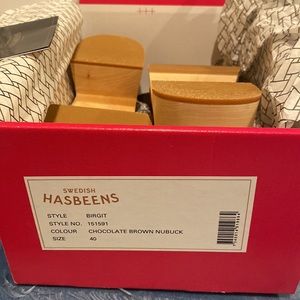 SWEDISH
HASBEENS
STYLE BIRGIT
STYLE NO. 151591
COLOUR CHOCOLATE BROWN NUBUCK
SIZE 40